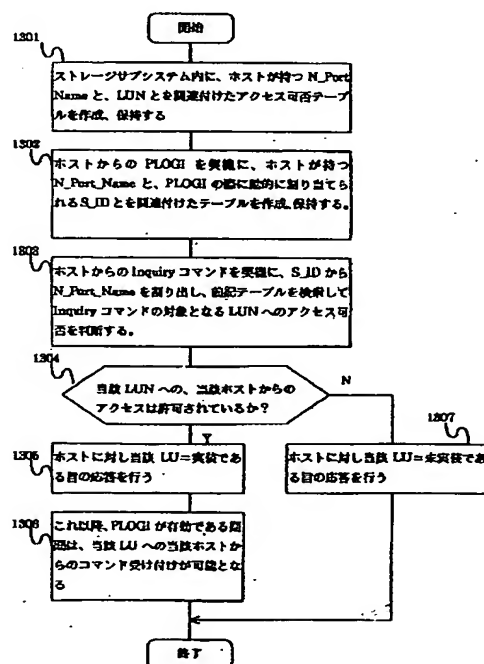 開始
1301
ストレージサブシステム内に、ホストが持つ N_Port_
Name と、LUN とを関連付けたアクセス可否テーブ
ルを作成、保持する
1302
ホストからの PLOGI を契機に、ホストが持つ
N_Port_Name と、PLOGI の際に動的に割り当てら
れる S_ID とを関連付けたテーブルを作成、保持する。
1303
ホストからの Inquiry コマンドを契機に、S_ID から
N_Port_Name を割り出し、前記テーブルを検索して
Inquiry コマンドの対象となる LUN へのアクセス可
否を判断する。
1304
当該 LUN への、当該ホストからの
アクセスは許可されているか?
N
Y
1305
ホストに対し当該 LU=実装であ
る旨の応答を行う
1307
ホストに対し当該 LU=未実装で
ある旨の応答を行う
1306
これ以降、PLOGI が有効である範
囲は、当該 LU への当該ホストか
らのコマンド受け付けが可能とな
る
終了